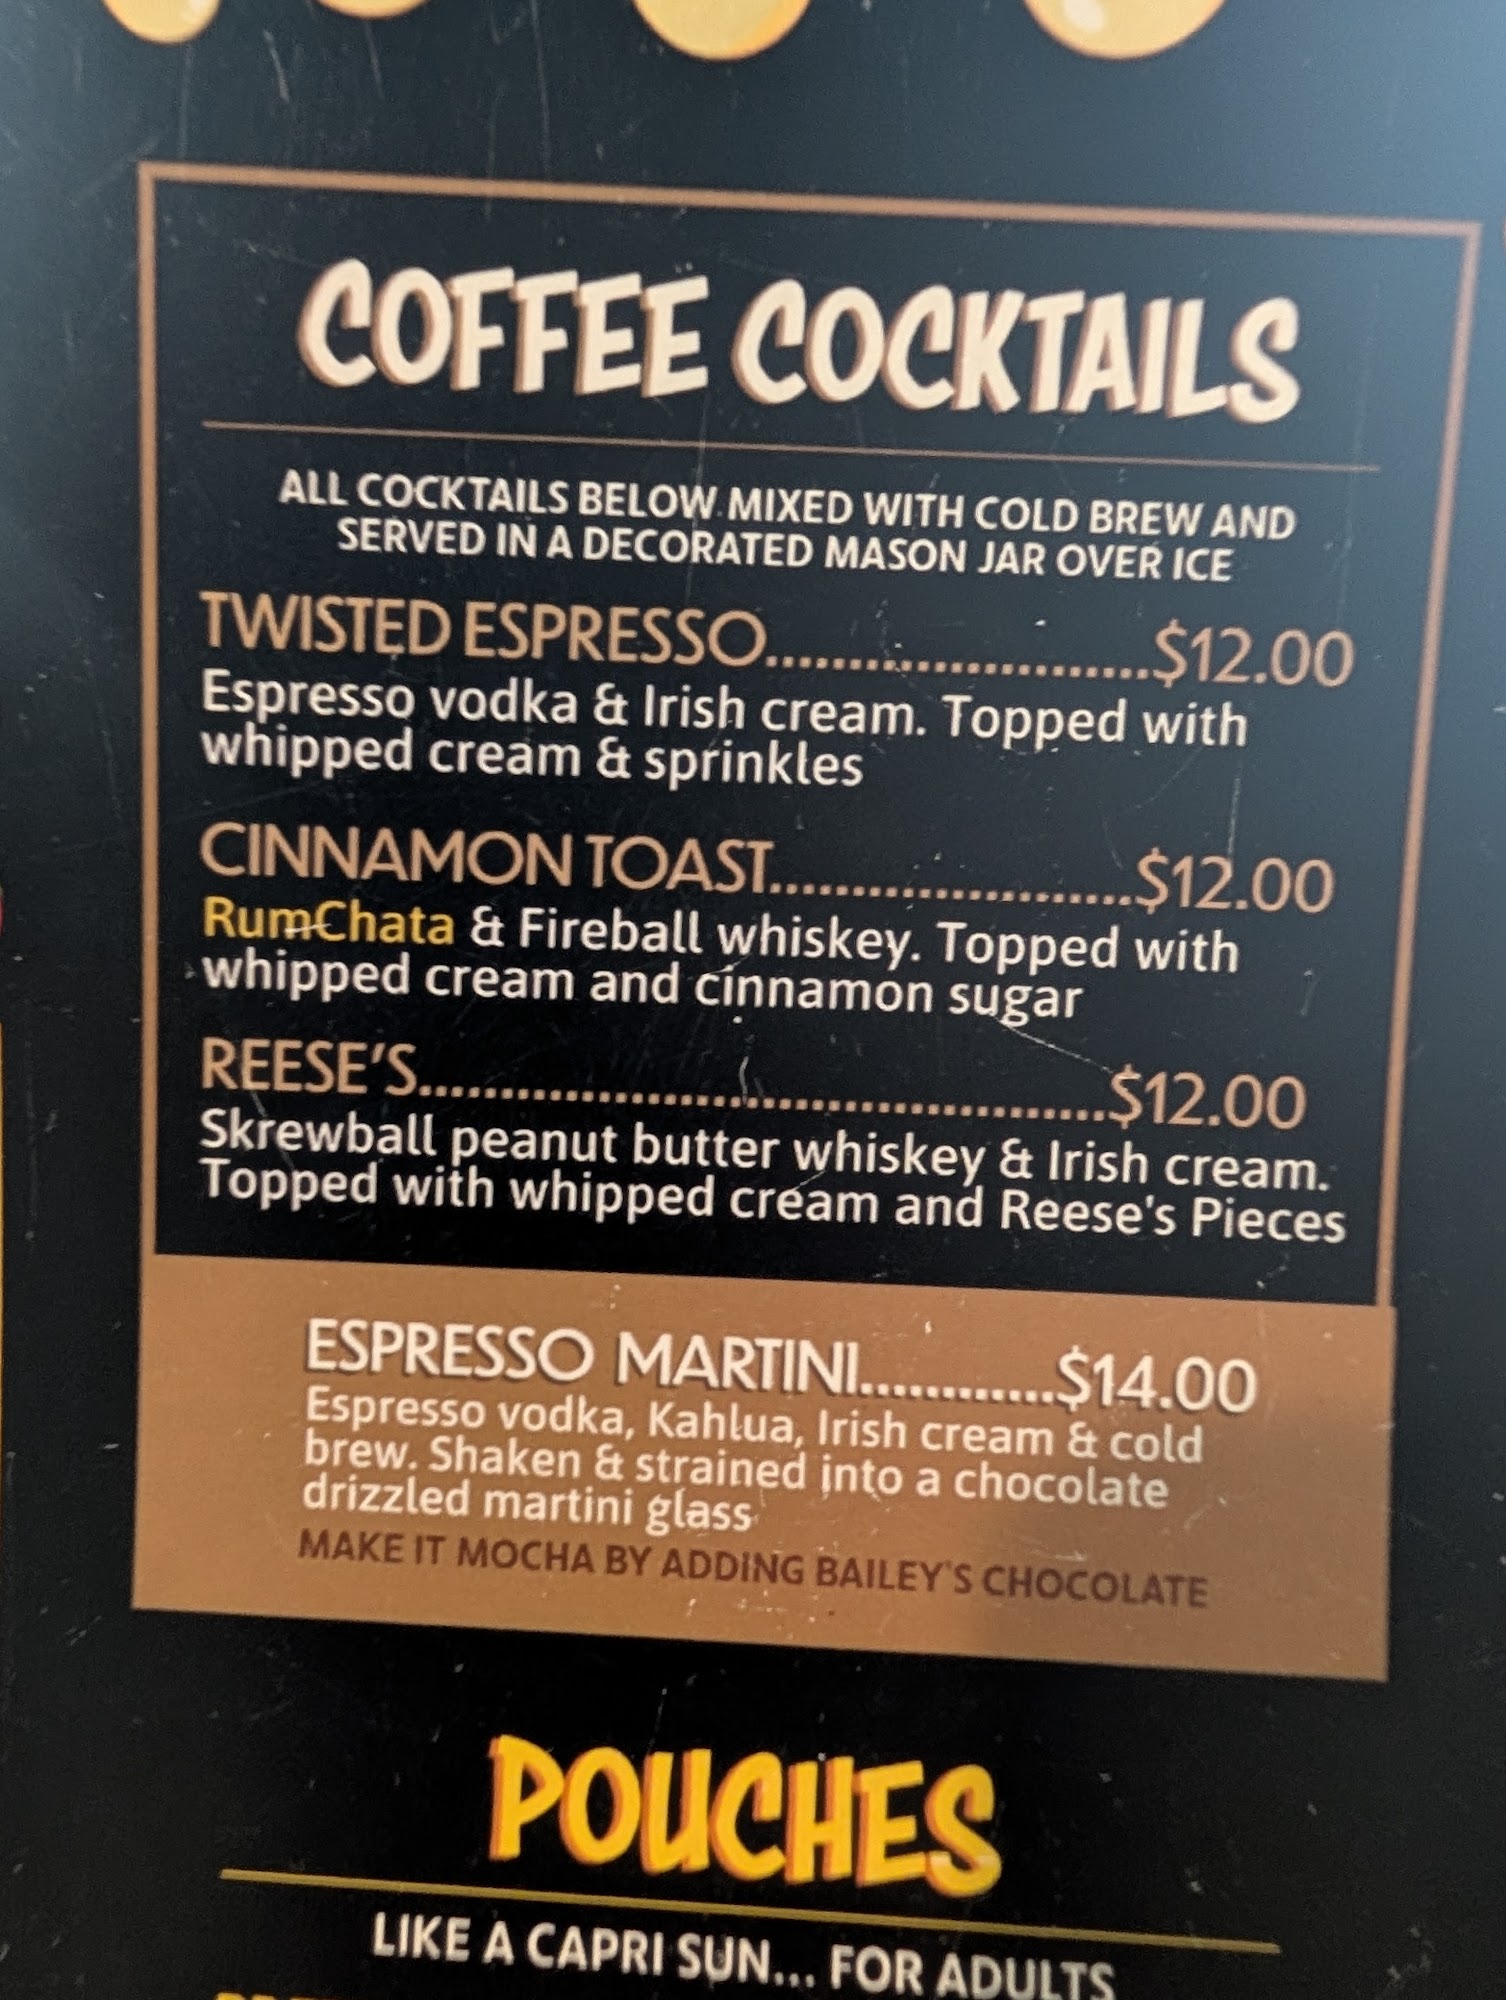 COFFEE COCKTAILS
ALL COCKTAILS BELOW MIXED WITH COLD BREW AND
SERVED IN A DECORATED MASON JAR OVER ICE
TWISTED ESPRESSO........................$12.00
Espresso vodka & Irish cream. Topped with
whipped cream & sprinkles
CINNAMON TOAST.......................$12.00
RumChata & Fireball whiskey. Topped with
whipped cream and cinnamon sugar
REESE'S...........................................$12.00
Skrewball peanut butter whiskey & Irish cream.
Topped with whipped cream and Reese's Pieces
ESPRESSO MARTINI............$14.00
Espresso vodka, Kahlua, Irish cream & cold
brew. Shaken & strained into a chocolate
drizzled martini glass
MAKE IT MOCHA BY ADDING BAILEY'S CHOCOLATE
POUCHES
LIKE A CAPRI SUN... FOR ADULTS